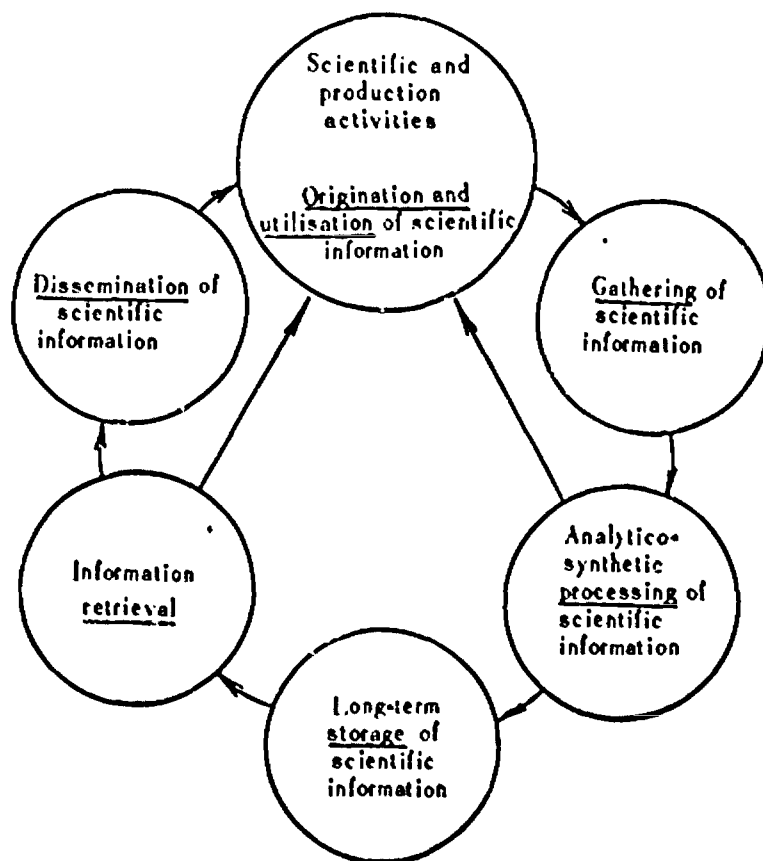 Scientific and
production
activities
Origination and
utilisation of scientific
information
Gathering of
scientific
information
Analytico-
synthetic
processing of
scientific
information
Long-term
storage of
scientific
information
Information
retrieval
Dissemination of
scientific
information